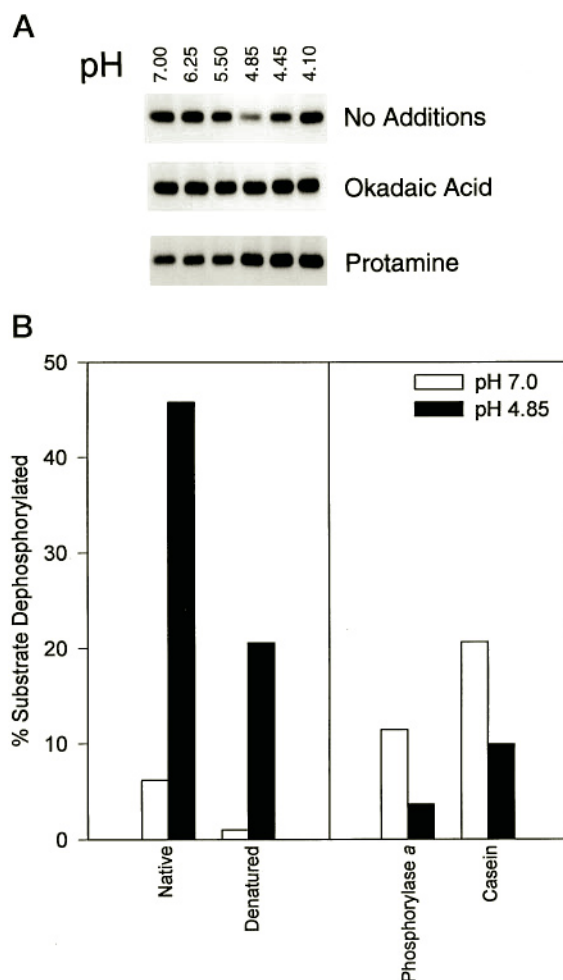 A
pH 7.00 6.25 5.50 4.85 4.45 4.10
No Additions
Okadaic Acid
Protamine
B
50
40
30
20
10
0
% Substrate Dephosphorylated
pH 7.0
pH 4.85
Native
Denatured
Phosphorylase a
Casein